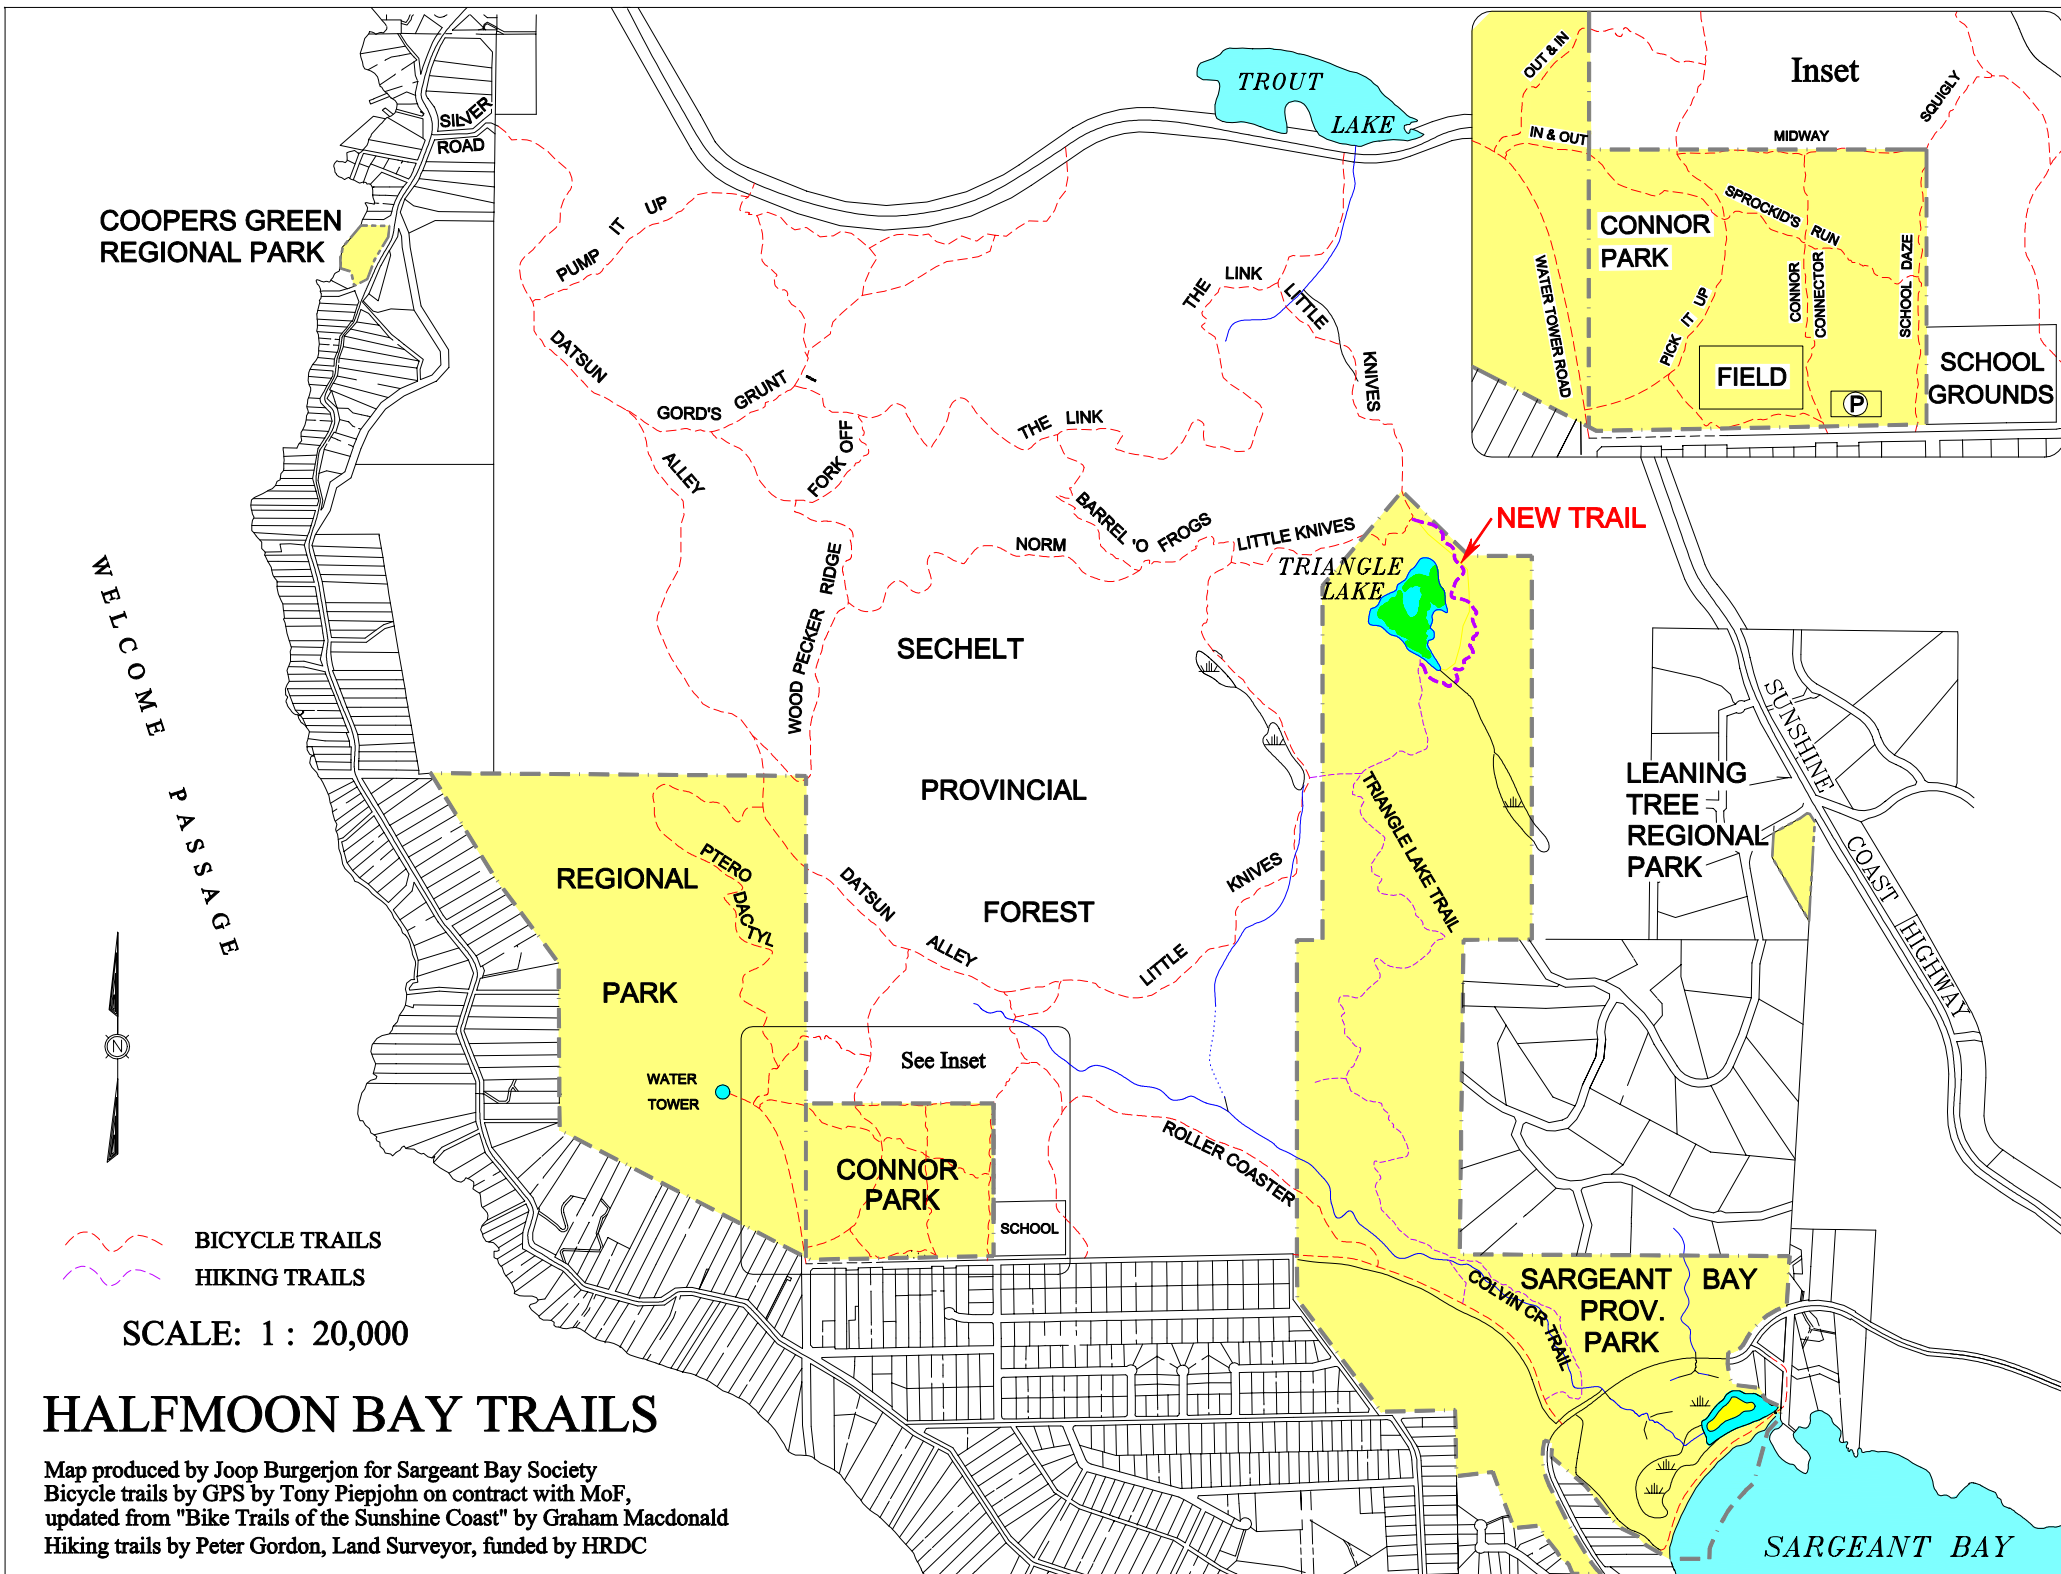 SILVER
ROAD
COOPERS GREEN
REGIONAL PARK
PUMP IT UP
DATSUN
ALLEY
GORD'S GRUNT I
FORK OFF
WOOD PECKER RIDGE
TROUT
LAKE
THE LINK
LITTLE
KNIVES
THE LINK
BARREL 'O FROGS
NORM
LITTLE KNIVES
TRIANGLE
LAKE
NEW TRAIL
Inset
OUT & IN
IN & OUT
MIDWAY
SQUIGLY
CONNOR
PARK
SPROCKID'S RUN
WATER TOWER ROAD
PICK IT UP
CONNOR
CONNECTOR
SCHOOL DAZE
FIELD
P
SCHOOL
GROUNDS
WELCOME PASSAGE
SECHELT
PROVINCIAL
FOREST
REGIONAL
PARK
PTERO
DACTYL
DATSUN
ALLEY
LITTLE
KNIVES
TRIANGLE LAKE TRAIL
SUNSHINE
COAST HIGHWAY
LEANING
TREE
REGIONAL
PARK
N
See Inset
WATER
TOWER
CONNOR
PARK
SCHOOL
ROLLER COASTER
COLVIN CR TRAIL
SARGEANT BAY
PROV.
PARK
SARGEANT BAY
BICYCLE TRAILS
HIKING TRAILS
SCALE: 1 : 20,000
HALFMOON BAY TRAILS
Map produced by Joop Burgerjon for Sargeant Bay Society
Bicycle trails by GPS by Tony Piepjohn on contract with MoF,
updated from "Bike Trails of the Sunshine Coast" by Graham Macdonald
Hiking trails by Peter Gordon, Land Surveyor, funded by HRDC